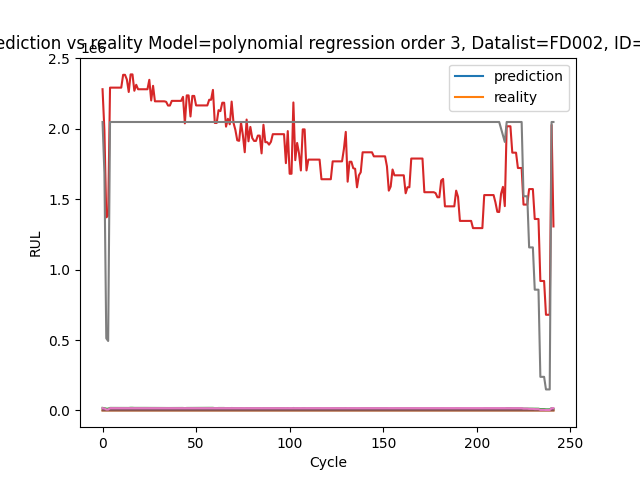 ediction vs reality Model=polynomial regression order 3, Datalist=FD002, ID=
1e6
2.5
2.0
1.5
1.0
0.5
0.0
RUL
prediction
reality
0 50 100 150 200 250
Cycle